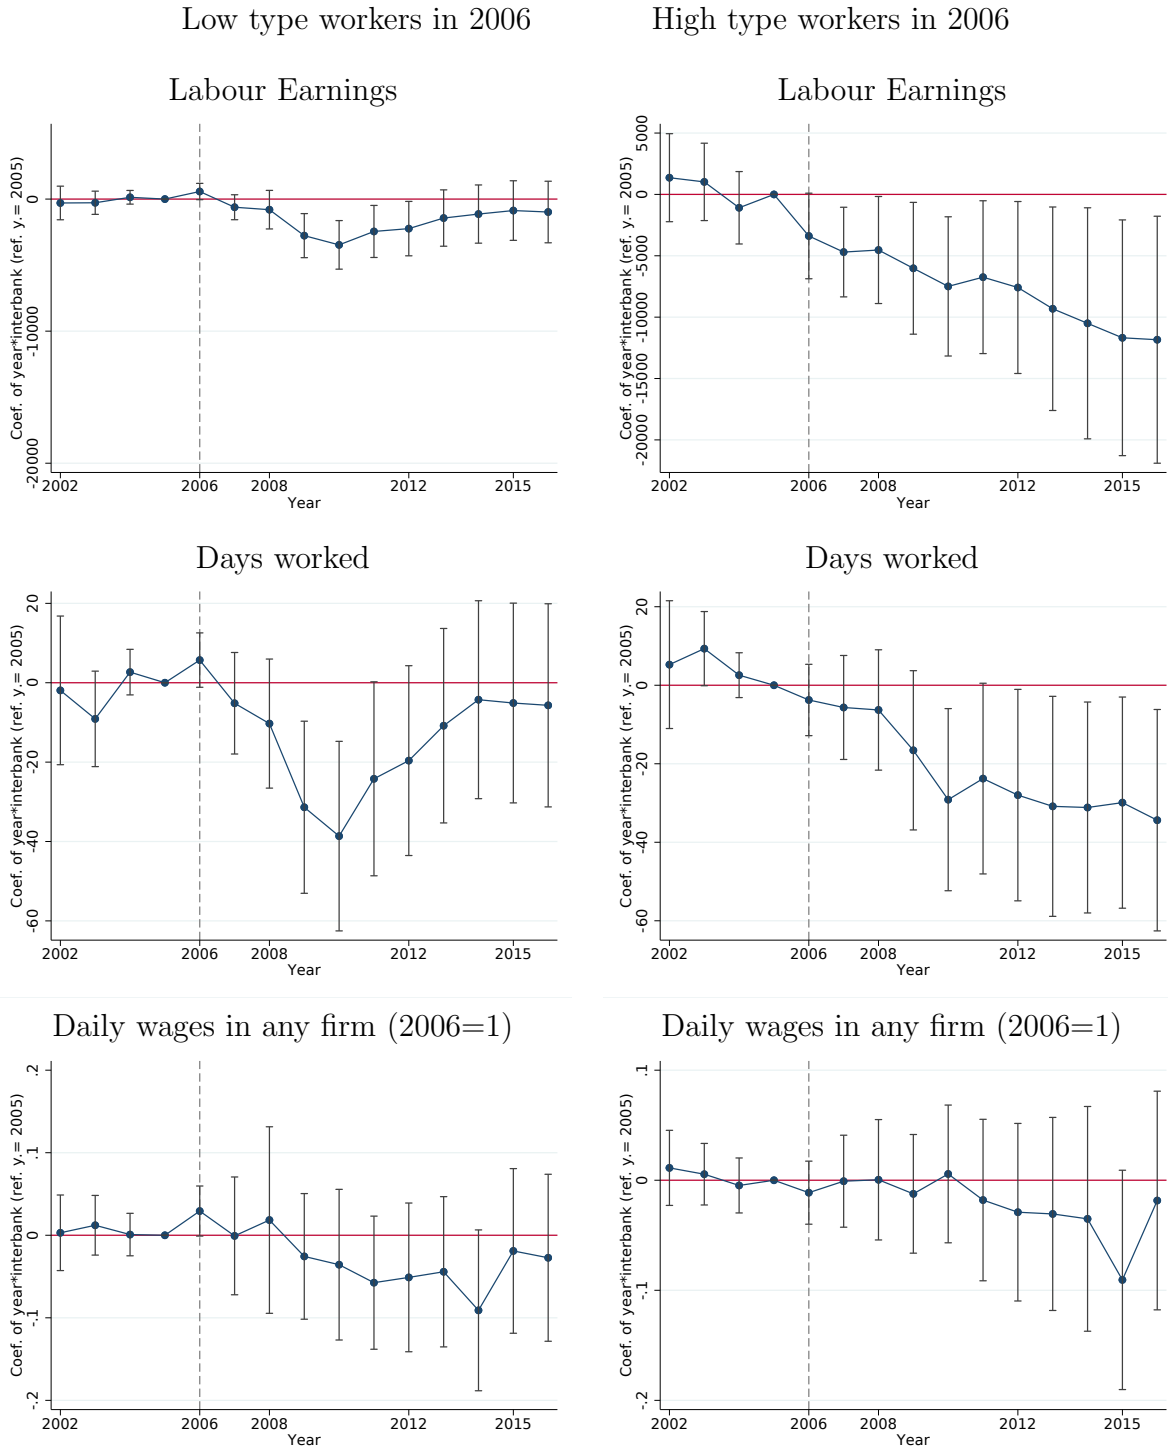 Low type workers in 2006
High type workers in 2006
Labour Earnings
Coef. of year*interbank (ref. y.= 2005)
0
-10000
-20000
2002 2006 2008 2012 2015
Year
Labour Earnings
Coef. of year*interbank (ref. y.= 2005)
5000
0
-5000
-10000
-15000
-20000
2002 2006 2008 2012 2015
Year
Days worked
Coef. of year*interbank (ref. y.= 2005)
20
0
-20
-40
-60
2002 2006 2008 2012 2015
Year
Days worked
Coef. of year*interbank (ref. y.= 2005)
20
0
-20
-40
-60
2002 2006 2008 2012 2015
Year
Daily wages in any firm (2006=1)
Coef. of year*interbank (ref. y.= 2005)
.2
.1
0
-.1
-.2
2002 2006 2008 2012 2015
Year
Daily wages in any firm (2006=1)
Coef. of year*interbank (ref. y.= 2005)
.1
0
-.1
-.2
2002 2006 2008 2012 2015
Year